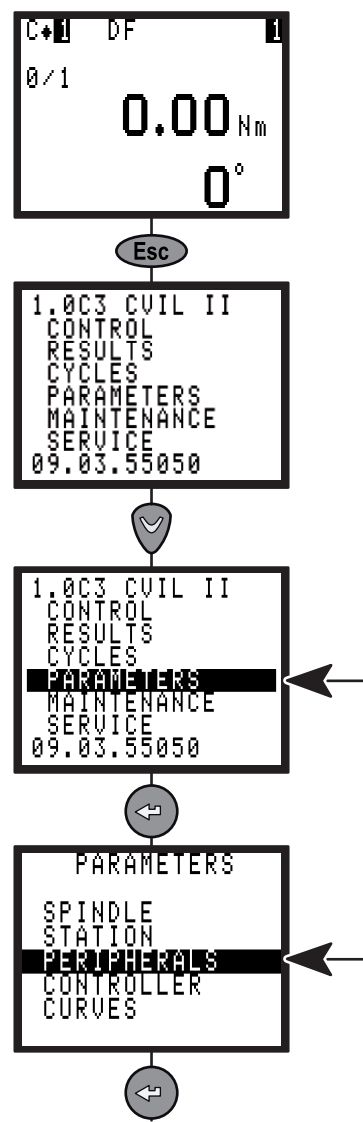 C♦1 DF 1
0/1
0.00 Nm
0°
Esc
1.0C3 CVIL II
CONTROL
RESULTS
CYCLES
PARAMETERS
MAINTENANCE
SERVICE
09.03.55050
1.0C3 CVIL II
CONTROL
RESULTS
CYCLES
PARAMETERS
MAINTENANCE
SERVICE
09.03.55050
PARAMETERS
SPINDLE
STATION
PERIPHERALS
CONTROLLER
CURVES